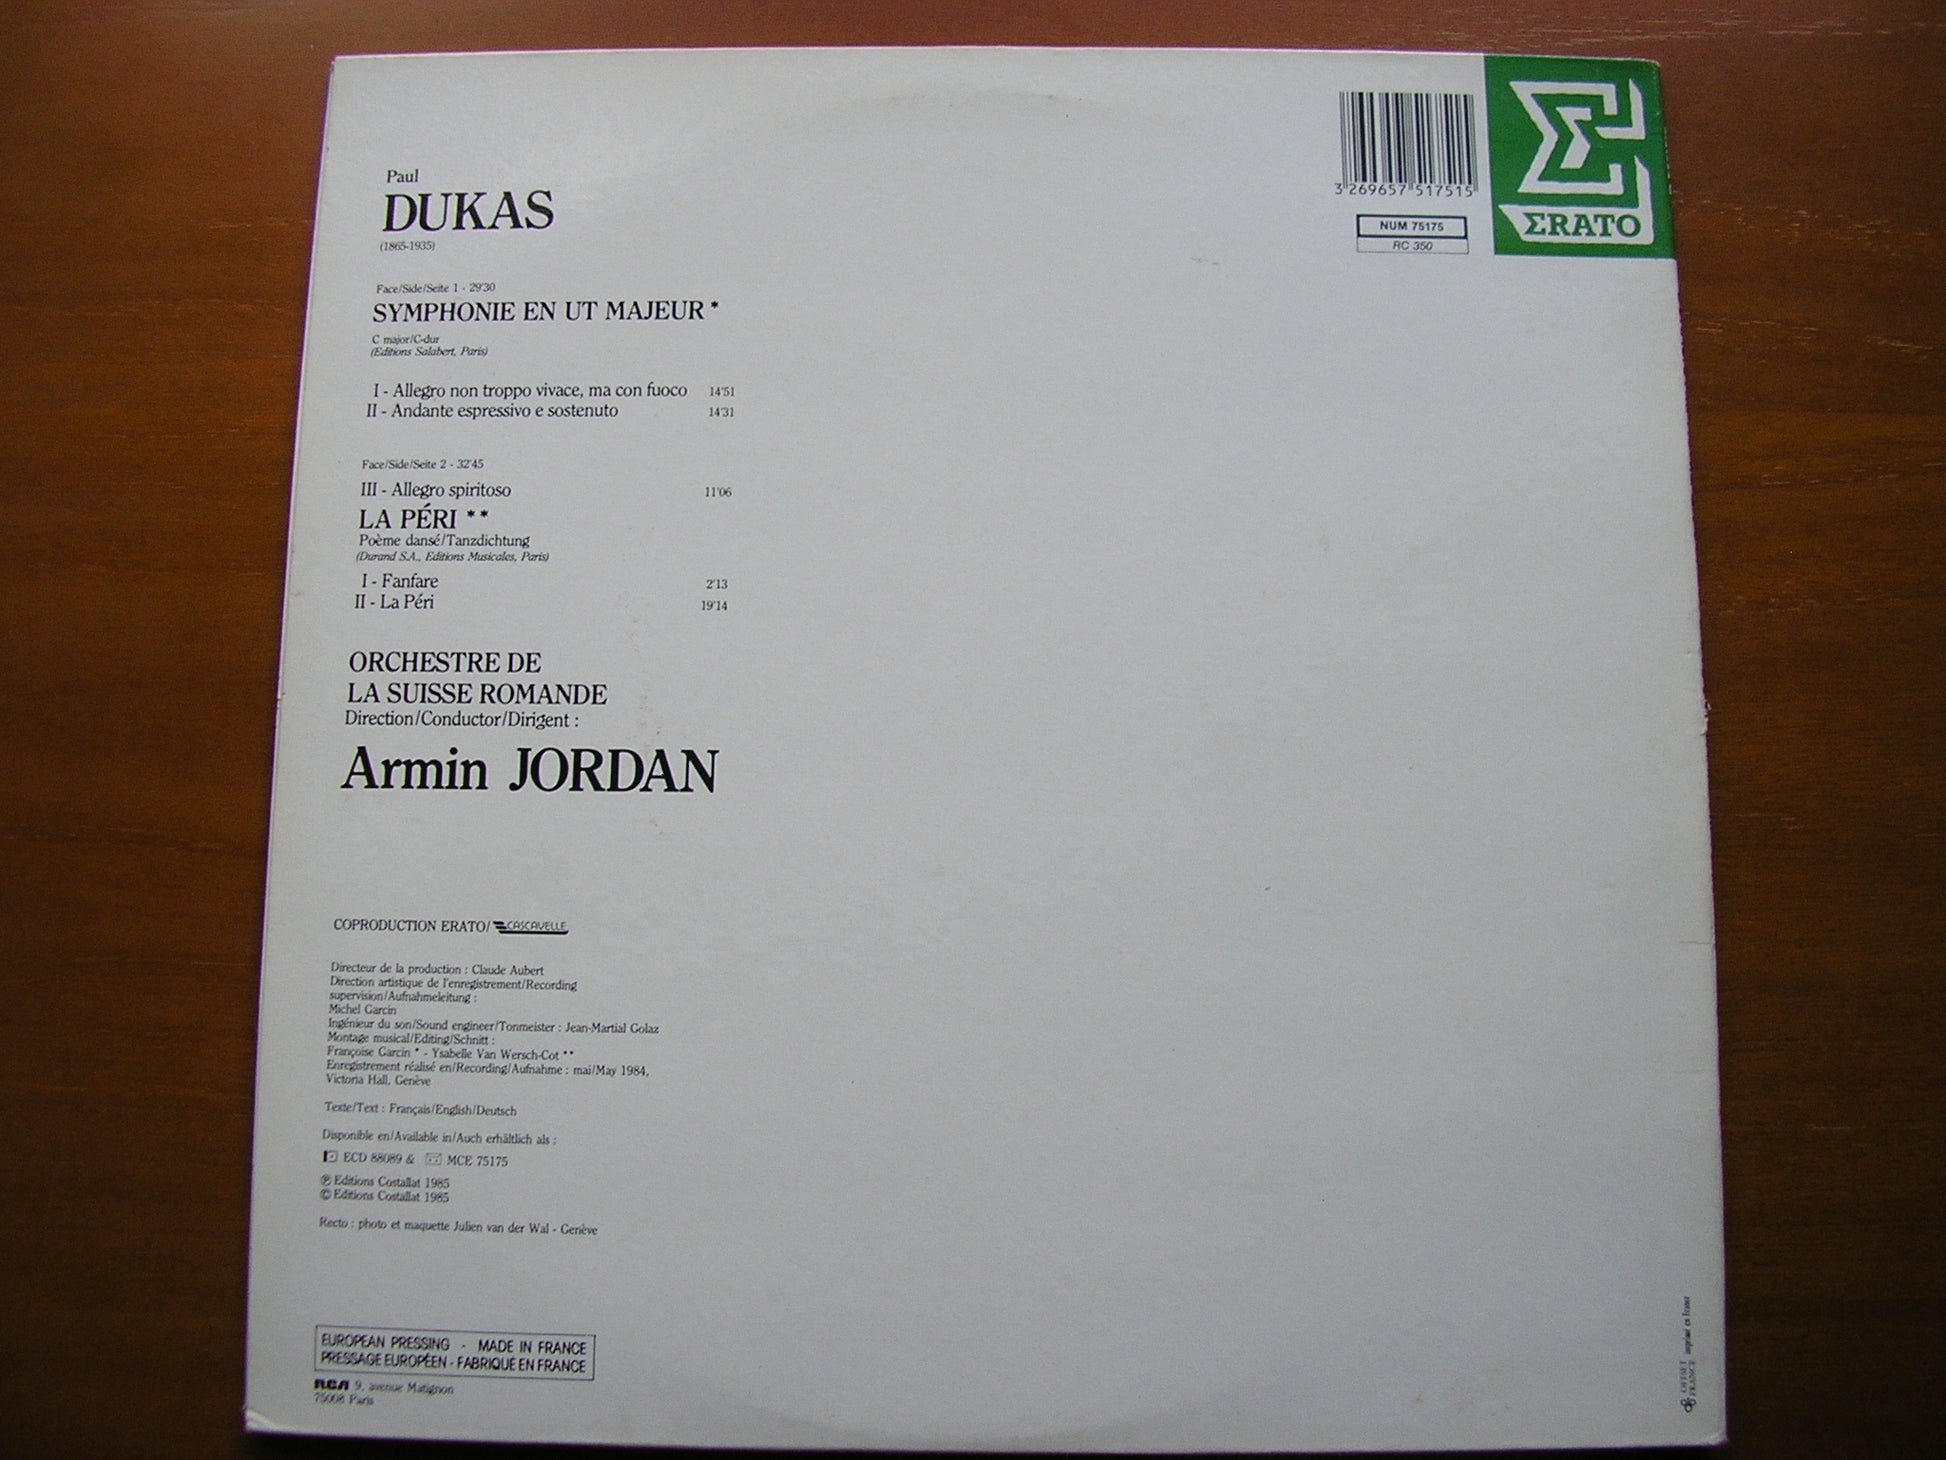 Paul
DUKAS
(1865-1935)
Face/Side/Seite 1 - 29'30
SYMPHONIE EN UT MAJEUR *
C major/C-dur
(Editions Salabert, Paris)
I - Allegro non troppo vivace, ma con fuoco 14'51
II - Andante espressivo e sostenuto 14'31
Face/Side/Seite 2 - 32'45
III - Allegro spiritoso 11'06
LA PÉRI **
Poème dansé/Tanzdichtung
(Durand S.A., Editions Musicales, Paris)
I - Fanfare 2'13
II - La Péri 19'14
ORCHESTRE DE
LA SUISSE ROMANDE
Direction/Conductor/Dirigent :
Armin JORDAN
COPRODUCTION ERATO/ CASCAVELLE
Directeur de la production : Claude Aubert
Direction artistique de l'enregistrement/Recording
supervision/Aufnahmeleitung :
Michel Garcin
Ingénieur du son/Sound engineer/Tonmeister : Jean-Martial Golaz
Montage musical/Editing/Schnitt :
Françoise Garcin * - Ysabelle Van Wersch-Cot **
Enregistrement réalisé en/Recording/Aufnahme : mai/May 1984,
Victoria Hall, Genève
Texte/Text : Français/English/Deutsch
Disponible en/Available in/Auch erhältlich als :
ECD 88089 & MCE 75175
℗ Editions Costallat 1985
© Editions Costallat 1985
Recto : photo et maquette Julien van der Wal - Genève
EUROPEAN PRESSING - MADE IN FRANCE
PRESSAGE EUROPÉEN - FABRIQUÉ EN FRANCE
RCA 9, avenue Matignon
75008 Paris
3 269657 517515
NUM 75175
RC 350
ERATO
OFFSET
FRANCE imprimé en France